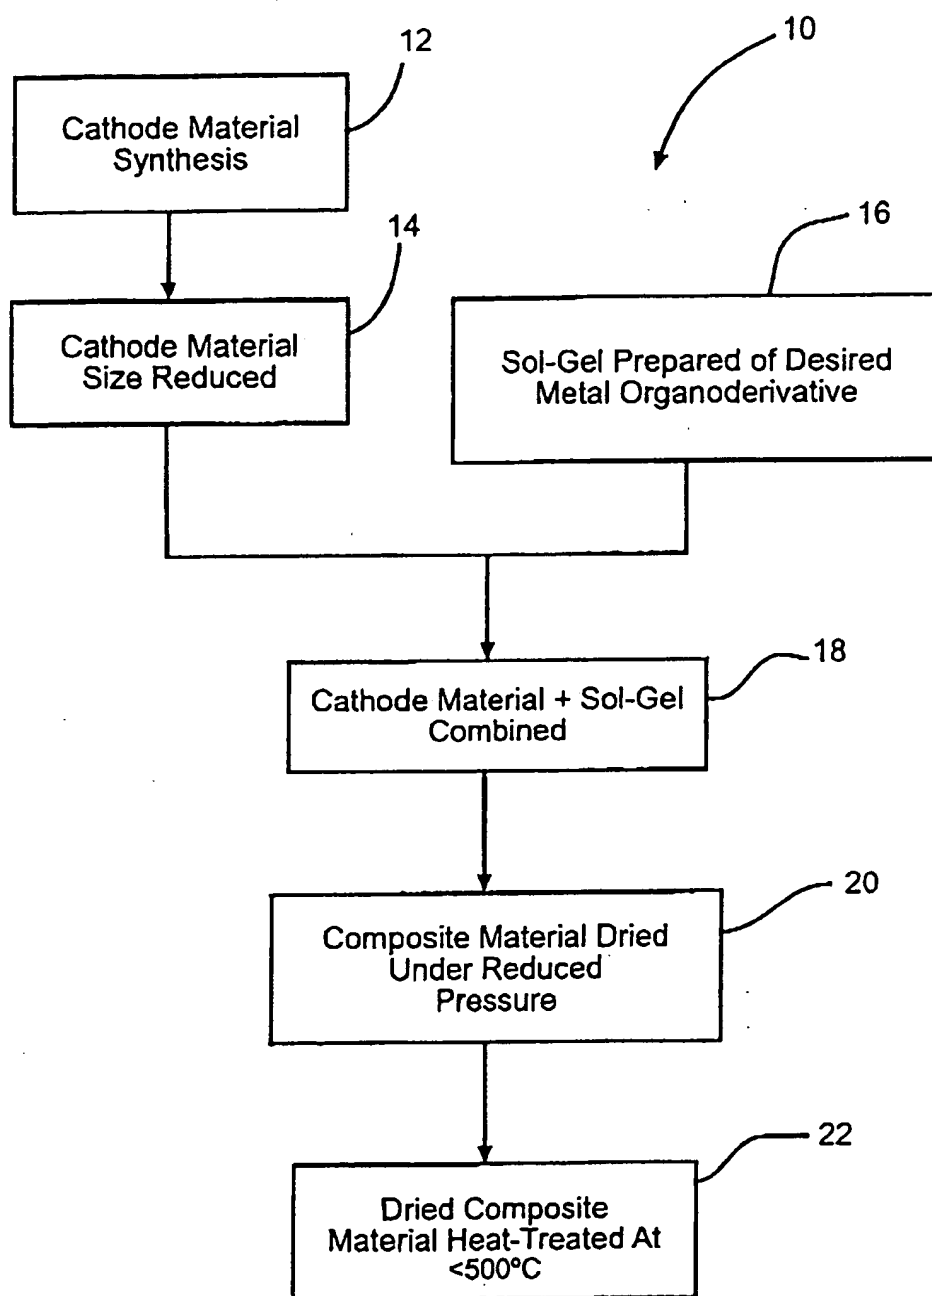 10
12
Cathode Material
Synthesis
14
Cathode Material
Size Reduced
16
Sol-Gel Prepared of Desired
Metal Organoderivative
18
Cathode Material + Sol-Gel
Combined
20
Composite Material Dried
Under Reduced
Pressure
22
Dried Composite
Material Heat-Treated At
<500ºC